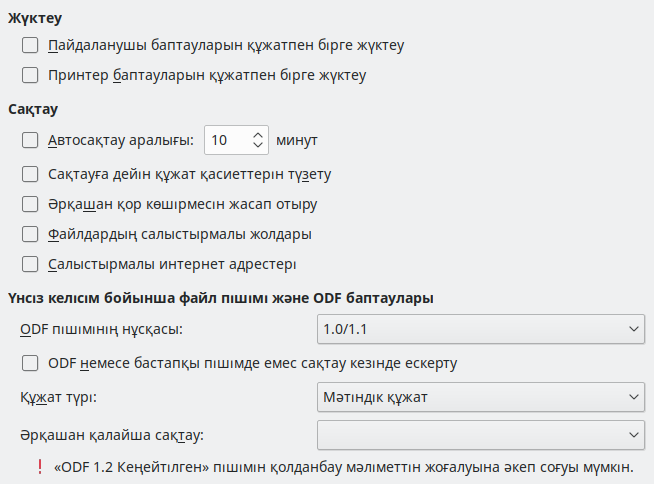 Жүктеу
Пайдаланушы баптауларын құжатпен бірге жүктеу
Принтер баптауларын құжатпен бірге жүктеу
Сақтау
Автосақтау аралығы: 10 минут
Сақтауға дейін құжат қасиеттерін түзету
Әрқашан қор көшірмесін жасап отыру
Файлдардың салыстырмалы жолдары
Салыстырмалы интернет адрестері
Үнсіз келісім бойынша файл пішімі және ODF баптаулары
ODF пішімінің нұсқасы: 1.0/1.1
ODF немесе бастапқы пішімде емес сақтау кезінде ескерту
Құжат түрі: Мәтіндік құжат
Әрқашан қалайша сақтау:
! «ODF 1.2 Кеңейтілген» пішімін қолданбау мәліметтің жоғалуына әкеп соғуы мүмкін.